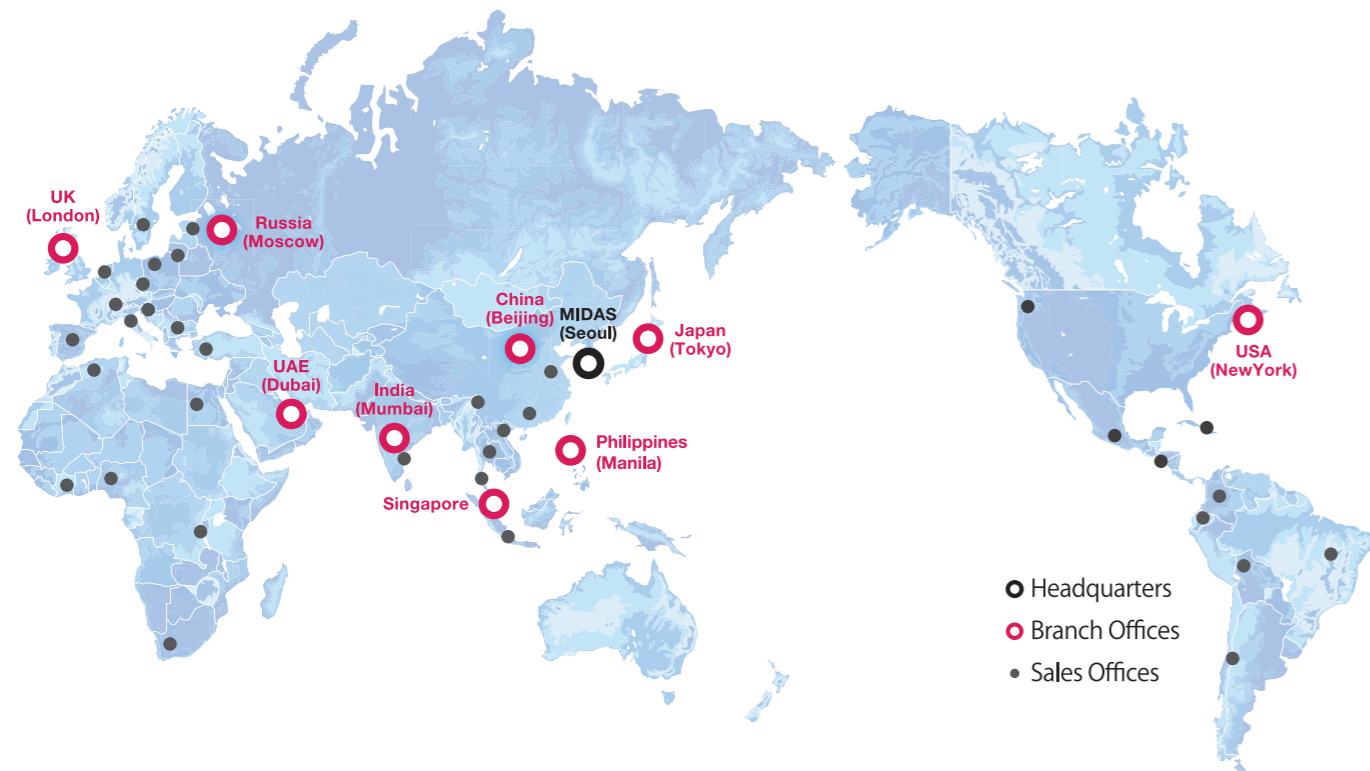 UK
(London)
Russia
(Moscow)
China
(Beijing)
MIDAS
(Seoul)
Japan
(Tokyo)
USA
(NewYork)
UAE
(Dubai)
India
(Mumbai)
Philippines
(Manila)
Singapore
Headquarters
Branch Offices
Sales Offices